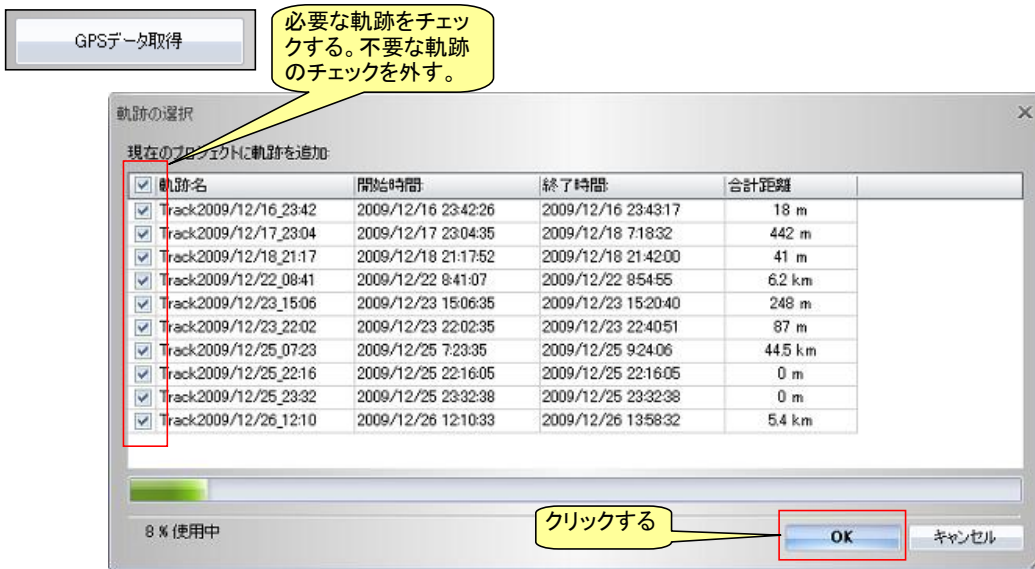 GPSデータ取得
必要な軌跡をチェッ
クする。不要な軌跡
のチェックを外す。
軌跡の選択
現在のプロジェクトに軌跡を追加:
軌跡名 開始時間: 終了時間: 合計距離
Track2009/12/16_23:42 2009/12/16 23:42:26 2009/12/16 23:43:17 18 m
Track2009/12/17_23:04 2009/12/17 23:04:35 2009/12/18 7:18:32 442 m
Track2009/12/18_21:17 2009/12/18 21:17:52 2009/12/18 21:42:00 41 m
Track2009/12/22_08:41 2009/12/22 8:41:07 2009/12/22 8:54:55 6.2 km
Track2009/12/23_15:06 2009/12/23 15:06:35 2009/12/23 15:20:40 248 m
Track2009/12/23_22:02 2009/12/23 22:02:35 2009/12/23 22:40:51 87 m
Track2009/12/25_07:23 2009/12/25 7:23:35 2009/12/25 9:24:06 44.5 km
Track2009/12/25_22:16 2009/12/25 22:16:05 2009/12/25 22:16:05 0 m
Track2009/12/25_23:32 2009/12/25 23:32:38 2009/12/25 23:32:38 0 m
Track2009/12/26_12:10 2009/12/26 12:10:33 2009/12/26 13:58:32 5.4 km
8 % 使用中
クリックする
OK キャンセル